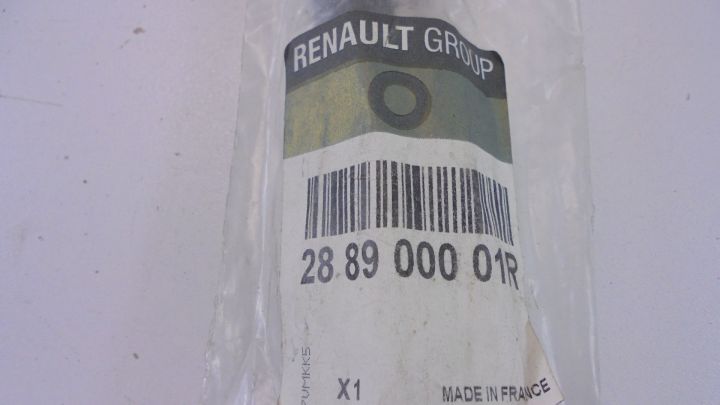 RENAULT GROUP
28 89 000 01R
X1
MADE IN FRANCE